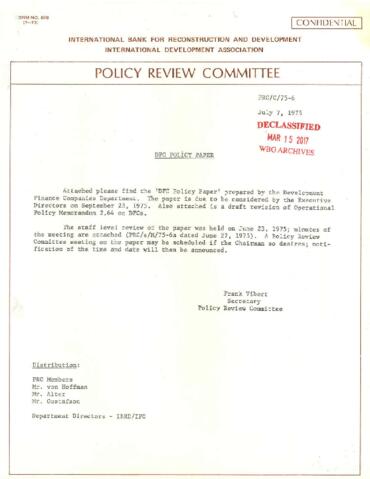 CONFIDENTIAL
INTERNATIONAL BANK FOR RECONSTRUCTION AND DEVELOPMENT
INTERNATIONAL DEVELOPMENT ASSOCIATION
POLICY REVIEW COMMITTEE
PRC/C/75-6
July 7, 1975
DECLASSIFIED
MAR 15 2017
WBG ARCHIVES
DFC POLICY PAPER
Attached please find the "DFC Policy Paper" prepared by the Development
Finance Companies Department. The paper is due to be considered by the Executive
Directors on September 23, 1975. Also attached is a draft revision of Operational
Policy Memorandum 2.64 on DFCs.
The staff level review of the paper was held on June 23, 1975; minutes of
the meeting are attached (PRC/s/M/75-6a dated June 27, 1975). A Policy Review
Committee meeting on the paper may be scheduled if the Chairman so desires; noti-
fication of the time and date will then be announced.
Frank Vibert
Secretary
Policy Review Committee
Distribution:
PRC Members
Mr. von Hoffman
Mr. Alter
Mr. Gustafson
Department Directors - IBRD/IFC